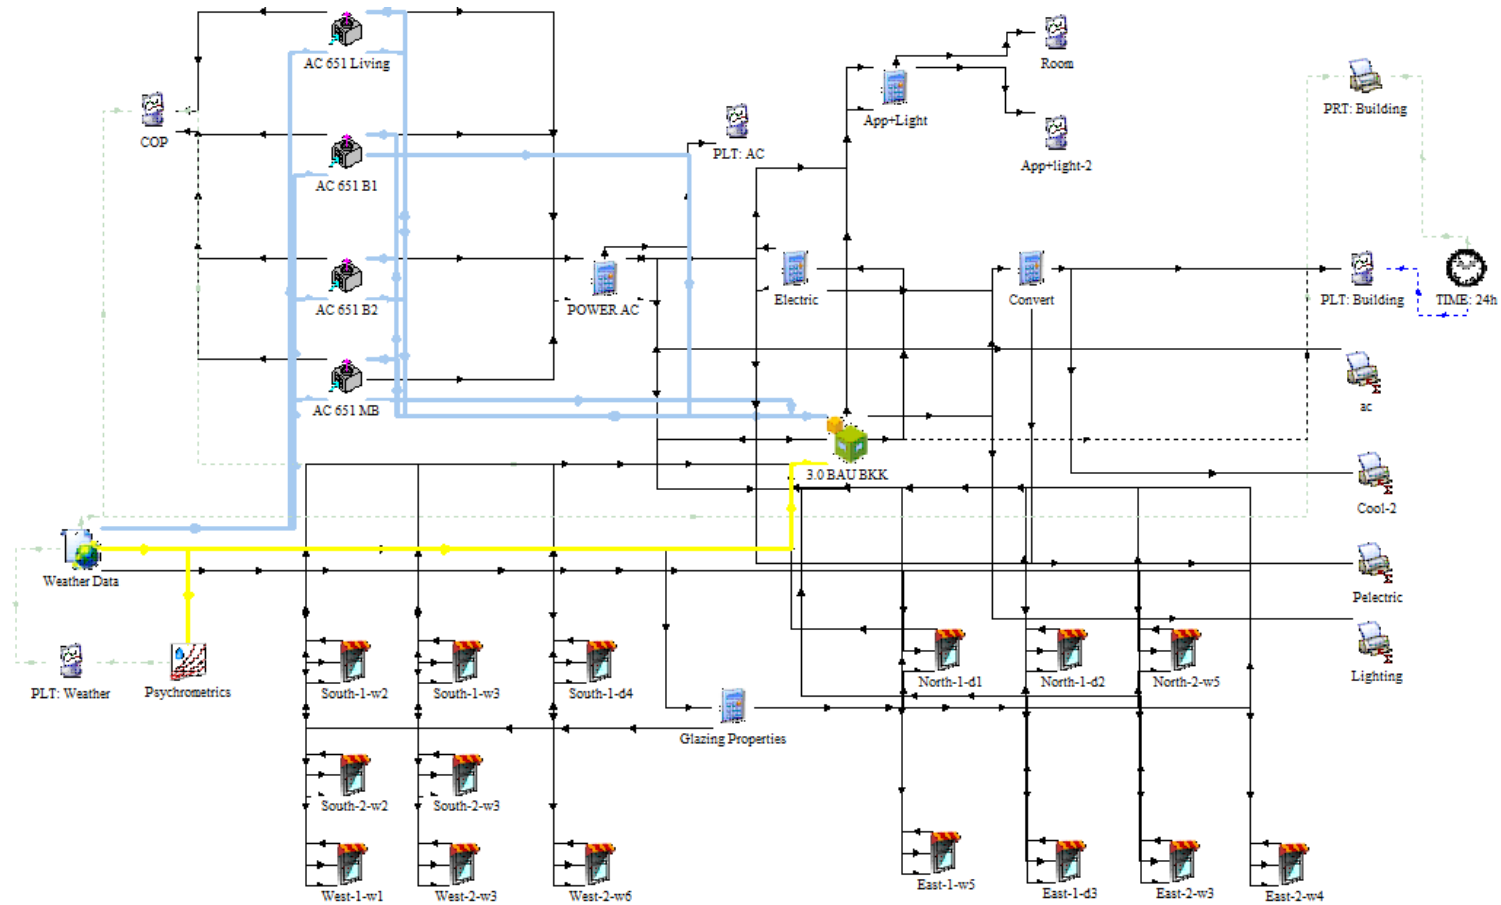 AC 651 Living
Room
COP
App+Light
PRT: Building
PLT: AC
App+light-2
AC 651 B1
AC 651 B2
POWER AC
Electric
Convert
PLT: Building
TIME: 24h
AC 651 MB
ac
3.0 BAU BKK
Cool-2
Weather Data
Pelectric
PLT: Weather
Psychrometrics
South-1-w2
South-1-w3
South-1-d4
North-1-d1
North-1-d2
North-2-w5
Lighting
Glazing Properties
South-2-w2
South-2-w3
West-1-w1
West-2-w3
West-2-w6
East-1-w5
East-1-d3
East-2-w3
East-2-w4